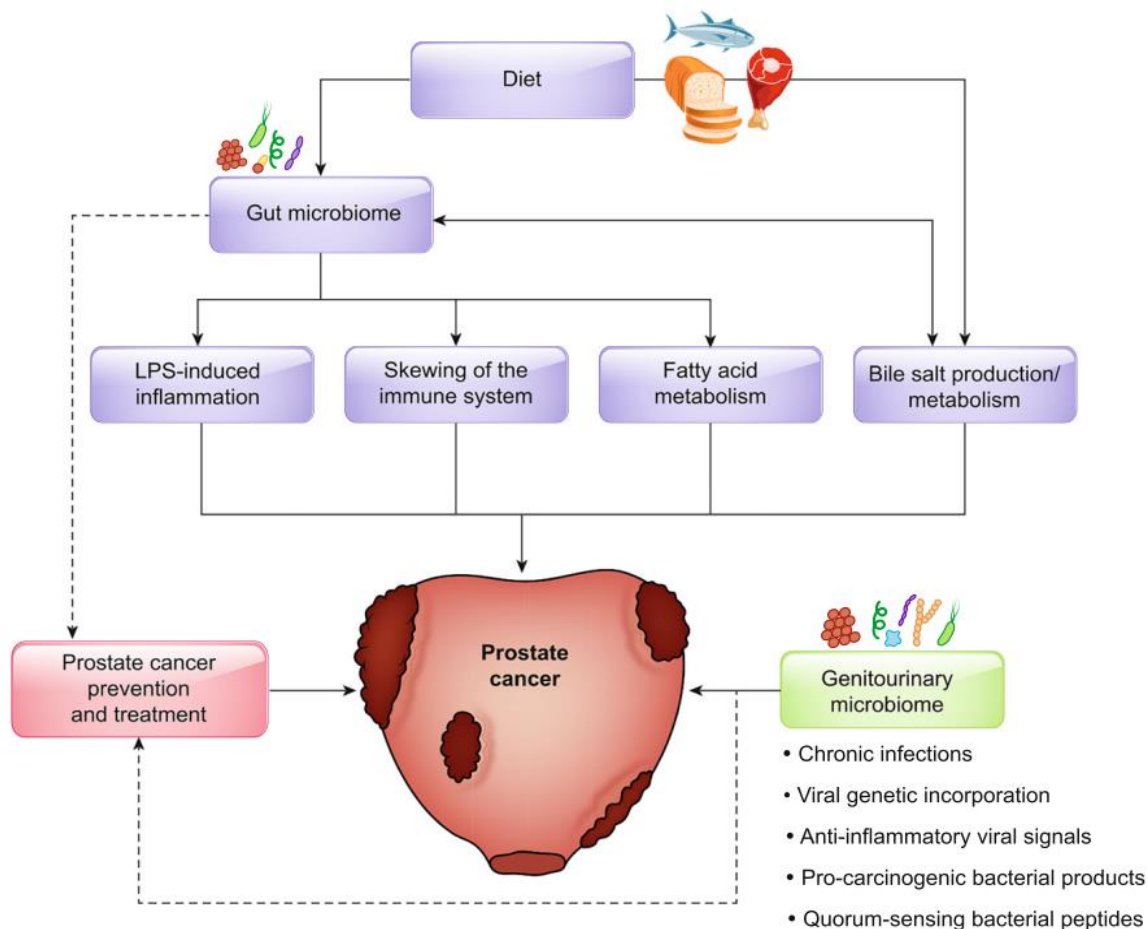 Diet
Gut microbiome
LPS-induced
inflammation
Skewing of the
immune system
Fatty acid
metabolism
Bile salt production/
metabolism
Prostate cancer
prevention
and treatment
Prostate
cancer
Genitourinary
microbiome
• Chronic infections
• Viral genetic incorporation
• Anti-inflammatory viral signals
• Pro-carcinogenic bacterial products
• Quorum-sensing bacterial peptides